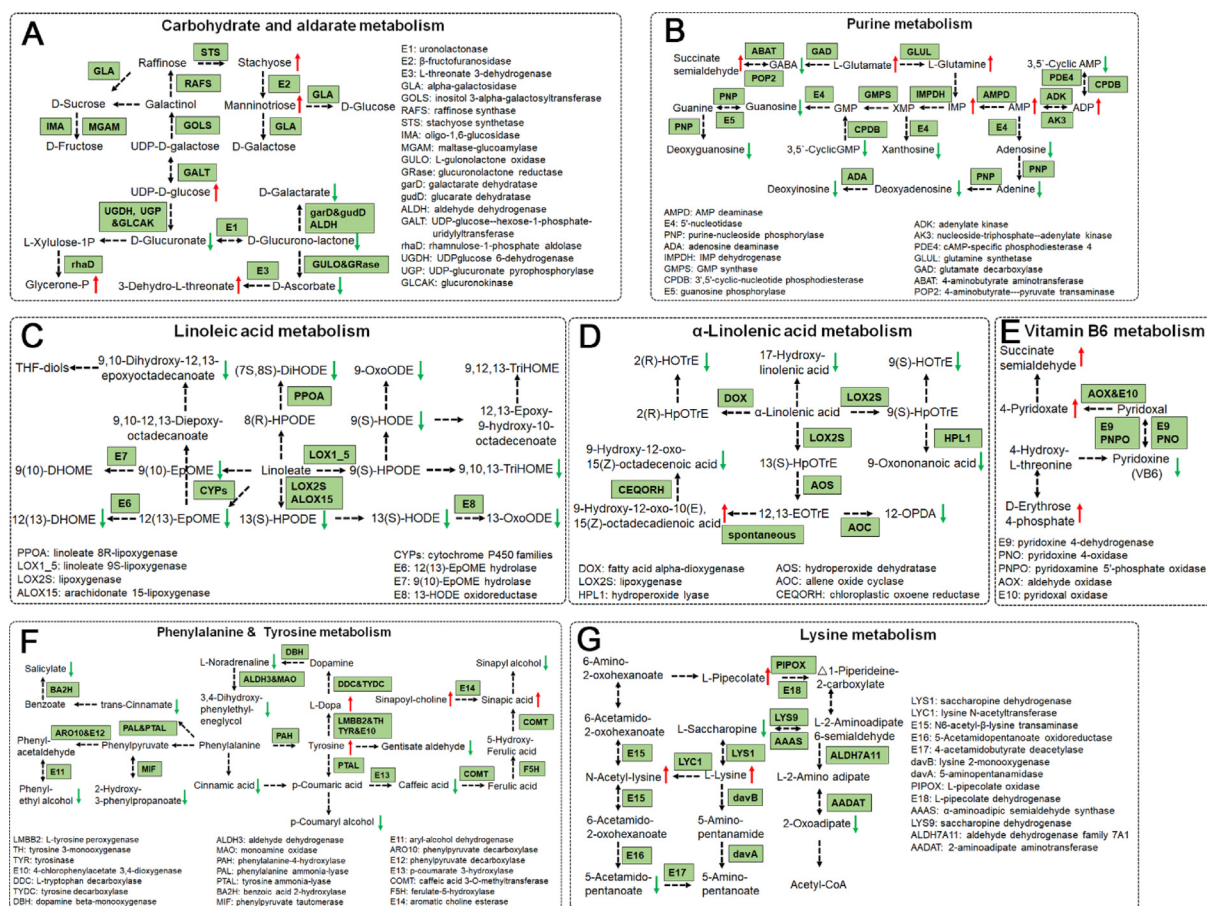 A
Carbohydrate and aldarate metabolism
STS
Raffinose
Stachyose
GLA
RAFS
E2
D-Sucrose
Galactinol
Manninotriose
GLA
D-Glucose
IMA
MGAM
GOLS
GLA
D-Fructose
UDP-D-galactose
D-Galactose
GALT
UDP-D-glucose
D-Galactarate
UGDH, UGP
&GLCAK
garD&gudD
ALDH
L-Xylulose-1P
D-Glucuronate
E1
D-Glucurono-lactone
rhaD
E3
GULO&GRase
Glycerone-P
3-Dehydro-L-threonate
D-Ascorbate
E1: uronolactonase
E2: β-fructofuranosidase
E3: L-threonate 3-dehydrogenase
GLA: alpha-galactosidase
GOLS: inositol 3-alpha-galactosyltransferase
RAFS: raffinose synthase
STS: stachyose synthetase
IMA: oligo-1,6-glucosidase
MGAM: maltase-glucoamylase
GULO: L-gulonolactone oxidase
GRase: glucuronolactone reductase
garD: galactarate dehydratase
gudD: glucarate dehydratase
ALDH: aldehyde dehydrogenase
GALT: UDP-glucose--hexose-1-phosphate-
uridylyltransferase
rhaD: rhamnulose-1-phosphate aldolase
UGDH: UDPglucose 6-dehydrogenase
UGP: UDP-glucuronate pyrophosphorylase
GLCAK: glucuronokinase
B
Purine metabolism
ABAT
GAD
GLUL
Succinate
semialdehyde
GABA
L-Glutamate
L-Glutamine
3,5`-Cyclic AMP
POP2
PDE4
CPDB
PNP
E4
GMPS
IMPDH
AMPD
ADK
Guanine
Guanosine
GMP
XMP
IMP
AMP
ADP
PNP
E5
CPDB
E4
E4
AK3
Deoxyguanosine
3,5`-CyclicGMP
Xanthosine
Adenosine
ADA
PNP
PNP
Deoxyinosine
Deoxyadenosine
Adenine
AMPD: AMP deaminase
E4: 5'-nucleotidase
PNP: purine-nucleoside phosphorylase
ADA: adenosine deaminase
IMPDH: IMP dehydrogenase
GMPS: GMP synthase
CPDB: 3',5'-cyclic-nucleotide phosphodiesterase
E5: guanosine phosphorylase
ADK: adenylate kinase
AK3: nucleoside-triphosphate--adenylate kinase
PDE4: cAMP-specific phosphodiesterase 4
GLUL: glutamine synthetase
GAD: glutamate decarboxylase
ABAT: 4-aminobutyrate aminotransferase
POP2: 4-aminobutyrate---pyruvate transaminase
C
Linoleic acid metabolism
THF-diols
9,10-Dihydroxy-12,13-
epoxyoctadecanoate
(7S,8S)-DiHODE
9-OxoODE
9,12,13-TriHOME
PPOA
9,10-12,13-Diepoxy-
octadecanoate
8(R)-HPODE
9(S)-HODE
12,13-Epoxy-
9-hydroxy-10-
octadecenoate
E7
LOX1_5
9(10)-DHOME
9(10)-EpOME
Linoleate
9(S)-HPODE
9,10,13-TriHOME
CYPs
LOX2S
ALOX15
E6
E8
12(13)-DHOME
12(13)-EpOME
13(S)-HPODE
13(S)-HODE
13-OxoODE
PPOA: linoleate 8R-lipoxygenase
LOX1_5: linoleate 9S-lipoxygenase
LOX2S: lipoxygenase
ALOX15: arachidonate 15-lipoxygenase
CYPs: cytochrome P450 families
E6: 12(13)-EpOME hydrolase
E7: 9(10)-EpOME hydrolase
E8: 13-HODE oxidoreductase
D
α-Linolenic acid metabolism
2(R)-HOTrE
17-Hydroxy-
linolenic acid
9(S)-HOTrE
DOX
LOX2S
2(R)-HpOTrE
α-Linolenic acid
9(S)-HpOTrE
LOX2S
HPL1
9-Hydroxy-12-oxo-
15(Z)-octadecenoic acid
13(S)-HpOTrE
9-Oxononanoic acid
CEQORH
AOS
9-Hydroxy-12-oxo-10(E),
15(Z)-octadecadienoic acid
12,13-EOTrE
12-OPDA
spontaneous
AOC
DOX: fatty acid alpha-dioxygenase
LOX2S: lipoxygenase
HPL1: hydroperoxide lyase
AOS: hydroperoxide dehydratase
AOC: allene oxide cyclase
CEQORH: chloroplastic oxoene reductase
E
Vitamin B6 metabolism
Succinate
semialdehyde
AOX&E10
4-Pyridoxate
Pyridoxal
E9
PNPO
E9
PNO
4-Hydroxy-
L-threonine
Pyridoxine
(VB6)
D-Erythrose
4-phosphate
E9: pyridoxine 4-dehydrogenase
PNO: pyridoxine 4-oxidase
PNPO: pyridoxamine 5'-phosphate oxidase
AOX: aldehyde oxidase
E10: pyridoxal oxidase
F
Phenylalanine & Tyrosine metabolism
DBH
Salicylate
L-Noradrenaline
Dopamine
Sinapyl alcohol
BA2H
ALDH3&MAO
DDC&TYDC
E14
Benzoate
trans-Cinnamate
3,4-Dihydroxy-
phenylethyl-
eneglycol
L-Dopa
Sinapoyl-choline
Sinapic acid
ARO10&E12
PAL&PTAL
LMBB2&TH
TYR&E10
COMT
Phenyl-
acetaldehyde
Phenylpyruvate
Phenylalanine
PAH
Tyrosine
Gentisate aldehyde
5-Hydroxy-
Ferulic acid
E11
MIF
PTAL
E13
COMT
F5H
Phenyl-
ethyl alcohol
2-Hydroxy-
3-phenylpropanoate
Cinnamic acid
p-Coumaric acid
Caffeic acid
Ferulic acid
p-Coumaryl alcohol
LMBB2: L-tyrosine peroxygenase
TH: tyrosine 3-monooxygenase
TYR: tyrosinase
E10: 4-chlorophenylacetate 3,4-dioxygenase
DDC: L-tryptophan decarboxylase
TYDC: tyrosine decarboxylase
DBH: dopamine beta-monooxygenase
ALDH3: aldehyde dehydrogenase
MAO: monoamine oxidase
PAH: phenylalanine-4-hydroxylase
PAL: phenylalanine ammonia-lyase
PTAL: tyrosine ammonia-lyase
BA2H: benzoic acid 2-hydroxylase
MIF: phenylpyruvate tautomerase
E11: aryl-alcohol dehydrogenase
ARO10: phenylpyruvate decarboxylase
E12: phenylpyruvate decarboxylase
E13: p-coumarate 3-hydroxylase
COMT: caffeic acid 3-O-methyltransferase
F5H: ferulate-5-hydroxylase
E14: aromatic choline esterase
G
Lysine metabolism
6-Amino-
2-oxohexanoate
L-Pipecolate
PIPOX
E18
△1-Piperideine-
2-carboxylate
6-Acetamido-
2-oxohexanoate
L-Saccharopine
LYS9
AAAS
L-2-Aminoadipate
6-semialdehyde
E15
LYC1
LYS1
ALDH7A11
N-Acetyl-lysine
L-Lysine
L-2-Amino adipate
E15
davB
AADAT
6-Acetamido-
2-oxohexanoate
5-Amino-
pentanamide
2-Oxoadipate
E16
E17
davA
5-Acetamido-
pentanoate
5-Amino-
pentanoate
Acetyl-CoA
LYS1: saccharopine dehydrogenase
LYC1: lysine N-acetyltransferase
E15: N6-acetyl-β-lysine transaminase
E16: 5-Acetamidopentanoate oxidoreductase
E17: 4-acetamidobutyrate deacetylase
davB: lysine 2-monooxygenase
davA: 5-aminopentanamidase
PIPOX: L-pipecolate oxidase
E18: L-pipecolate dehydrogenase
AAAS: α-aminoadipic semialdehyde synthase
LYS9: saccharopine dehydrogenase
ALDH7A11: aldehyde dehydrogenase family 7A1
AADAT: 2-aminoadipate aminotransferase